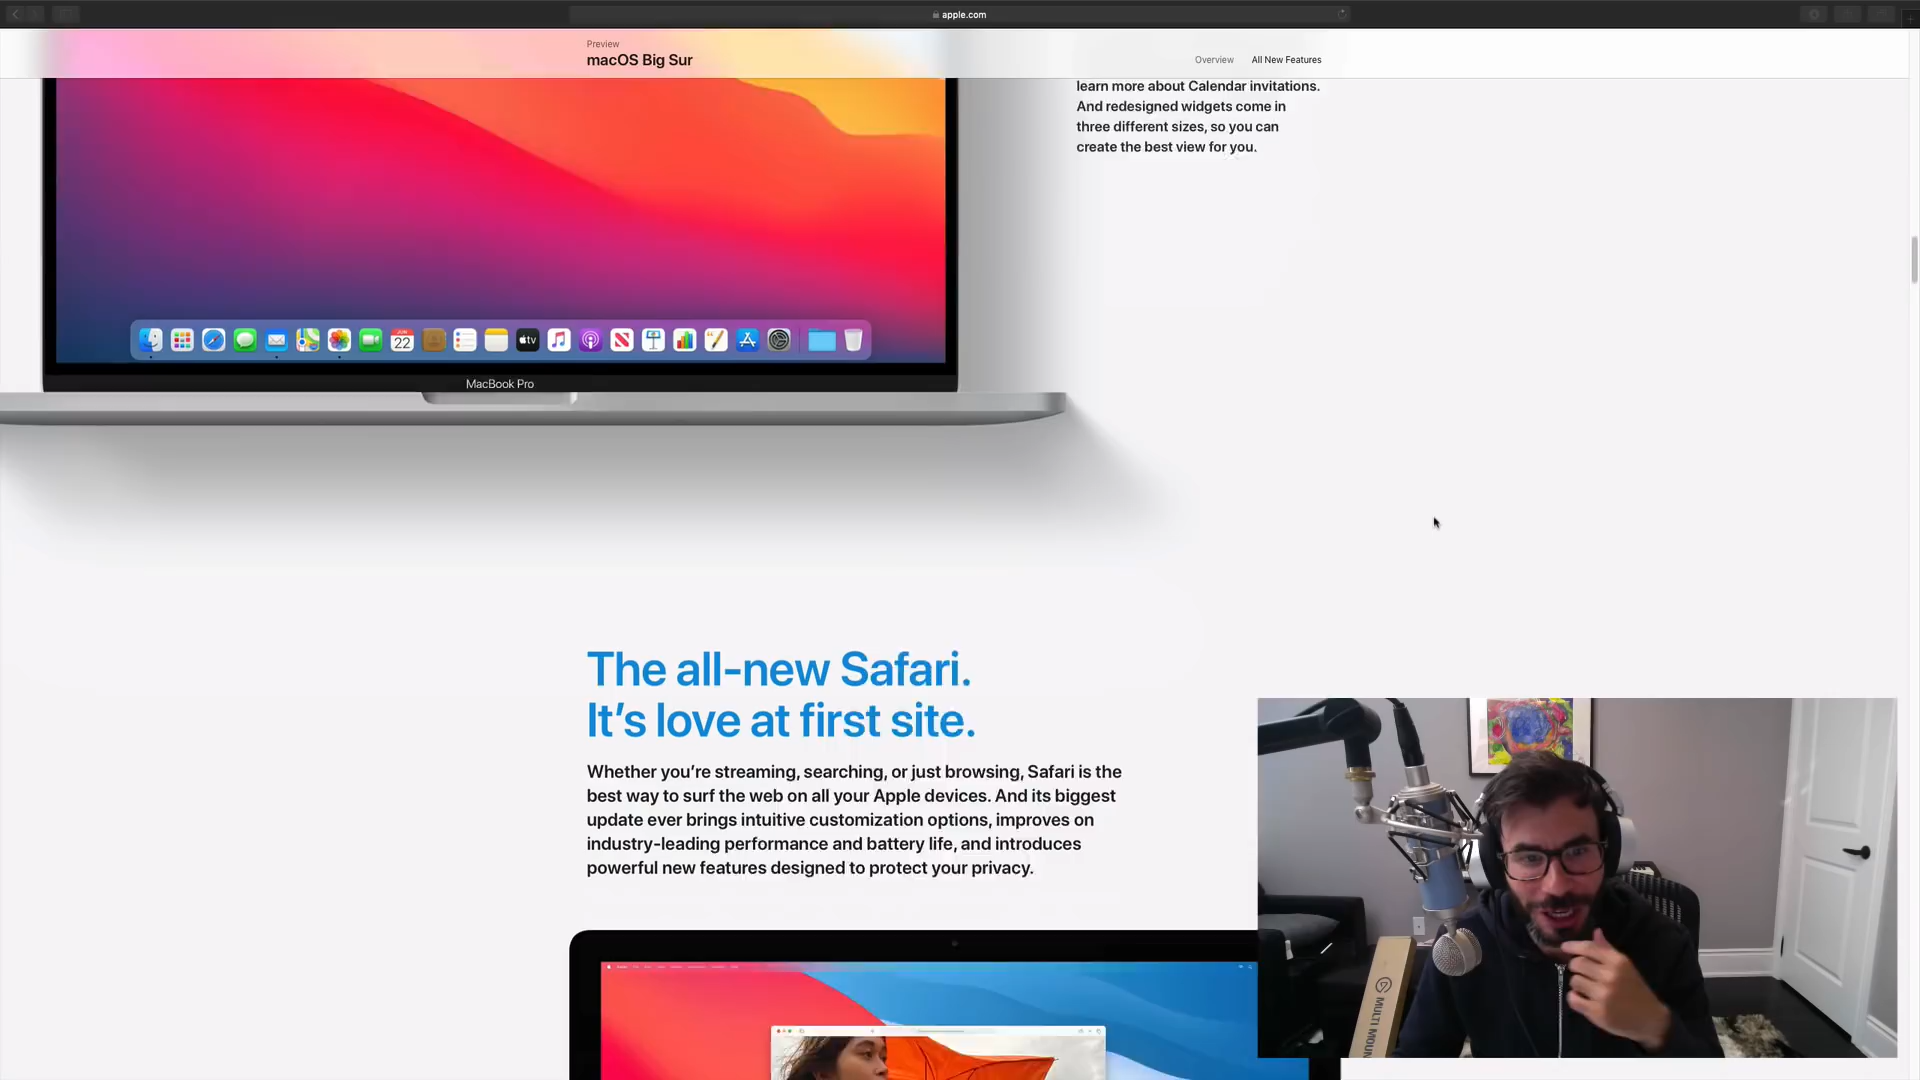 apple.com
Preview
macOS Big Sur
Overview
All New Features
learn more about Calendar invitations.
And redesigned widgets come in
three different sizes, so you can
create the best view for you.
JUN
22
tv
MacBook Pro
The all-new Safari.
It’s love at first site.
Whether you’re streaming, searching, or just browsing, Safari is the
best way to surf the web on all your Apple devices. And its biggest
update ever brings intuitive customization options, improves on
industry-leading performance and battery life, and introduces
powerful new features designed to protect your privacy.
MULTI MOUN